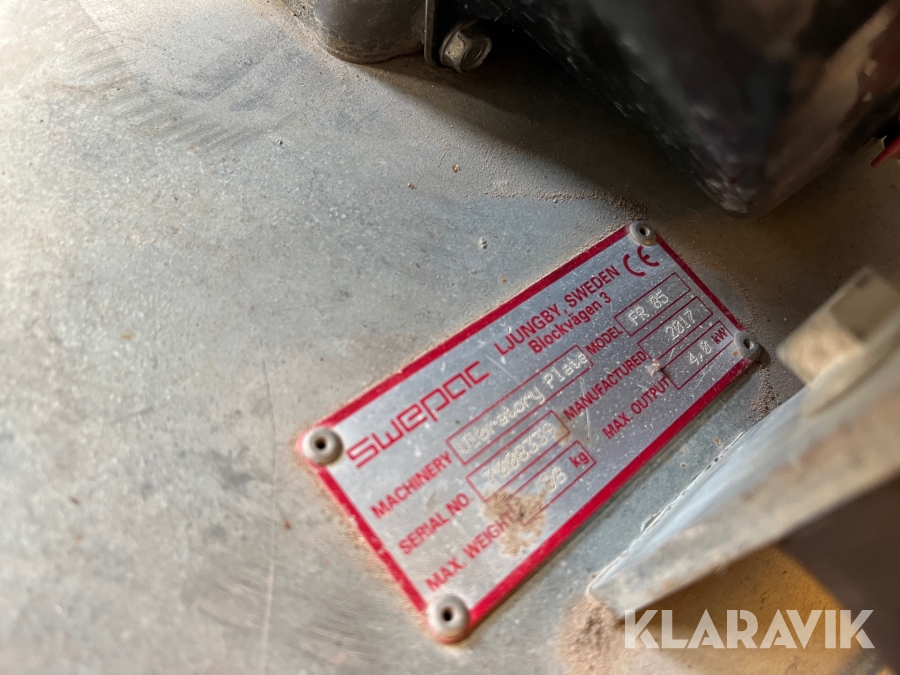 swepac LJUNGBY, SWEDEN
Blockvägen 3
CE
MACHINERY Vibratory Plate MODEL FR 85
SERIAL NO. MANUFACTURED: 2017
MAX. WEIGHT kg MAX. OUTPUT 4,0 kW
KLARAVIK